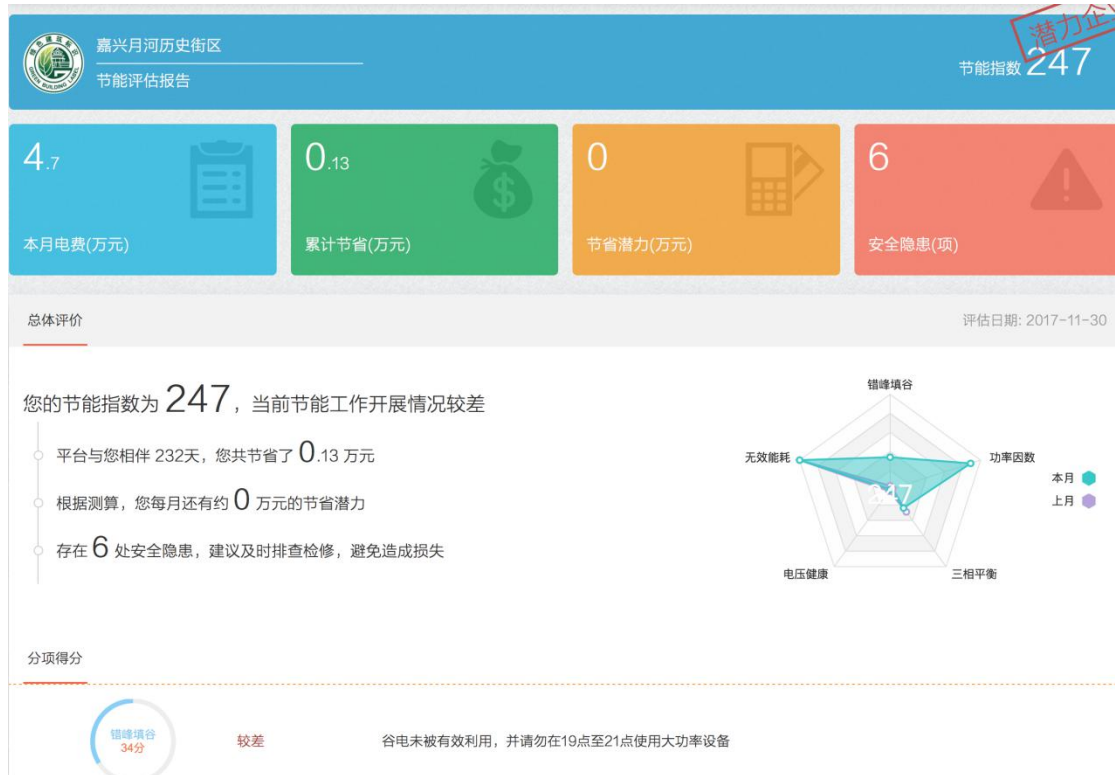 嘉兴月河历史街区
节能评估报告
潜力企
节能指数 247
4.7
本月电费(万元)
0.13
累计节省(万元)
0
节省潜力(万元)
6
安全隐患(项)
总体评价
评估日期: 2017-11-30
您的节能指数为 247，当前节能工作开展情况较差
平台与您相伴 232天，您共节省了 0.13 万元
根据测算，您每月还有约 0 万元的节省潜力
存在 6 处安全隐患，建议及时排查检修，避免造成损失
错峰填谷
无效能耗
功率因数
247
电压健康
三相平衡
本月
上月
分项得分
错峰填谷
34分
较差
谷电未被有效利用，并请勿在19点至21点使用大功率设备